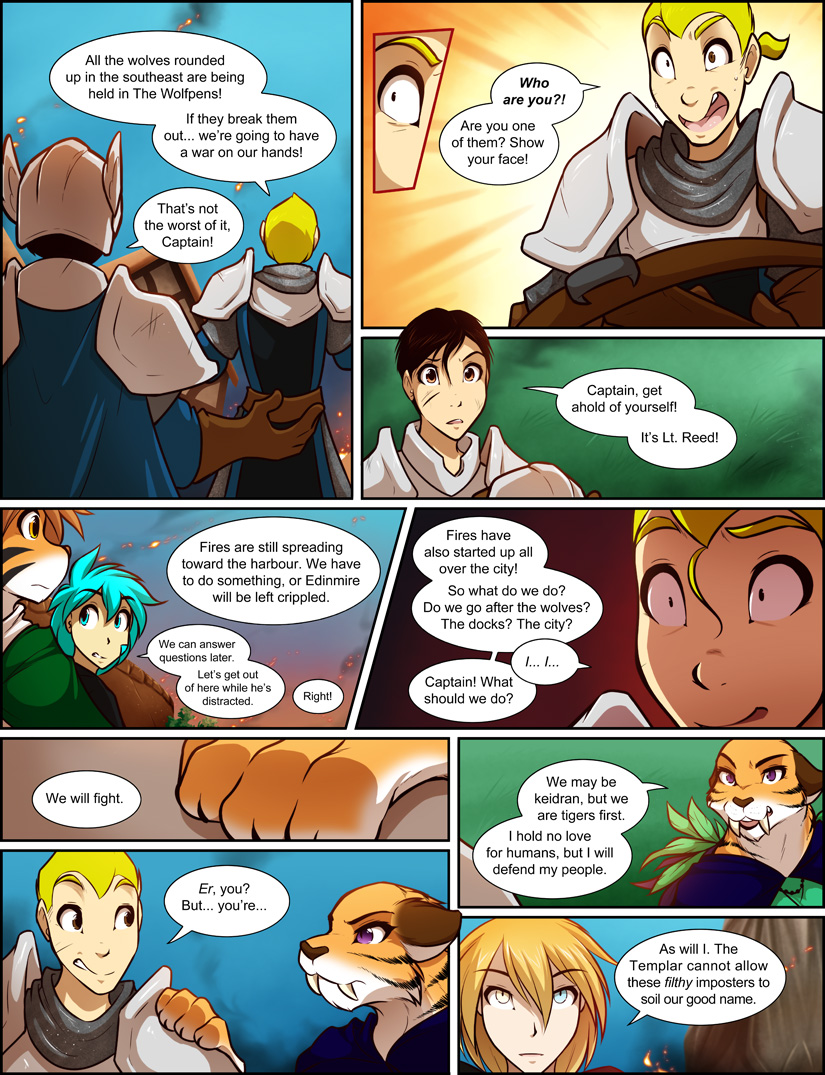 All the wolves rounded
up in the southeast are being
held in The Wolfpens!
If they break them
out... we're going to have
a war on our hands!
That's not
the worst of it,
Captain!
Who
are you?!
Are you one
of them? Show
your face!
Captain, get
ahold of yourself!
It's Lt. Reed!
Fires are still spreading
toward the harbour. We have
to do something, or Edinmire
will be left crippled.
We can answer
questions later.
Let's get out
of here while he's
distracted.
Right!
Fires have
also started up all
over the city!
So what do we do?
Do we go after the wolves?
The docks? The city?
I... I...
Captain! What
should we do?
We will fight.
We may be
keidran, but we
are tigers first.
I hold no love
for humans, but I will
defend my people.
Er, you?
But... you're...
As will I. The
Templar cannot allow
these filthy imposters to
soil our good name.